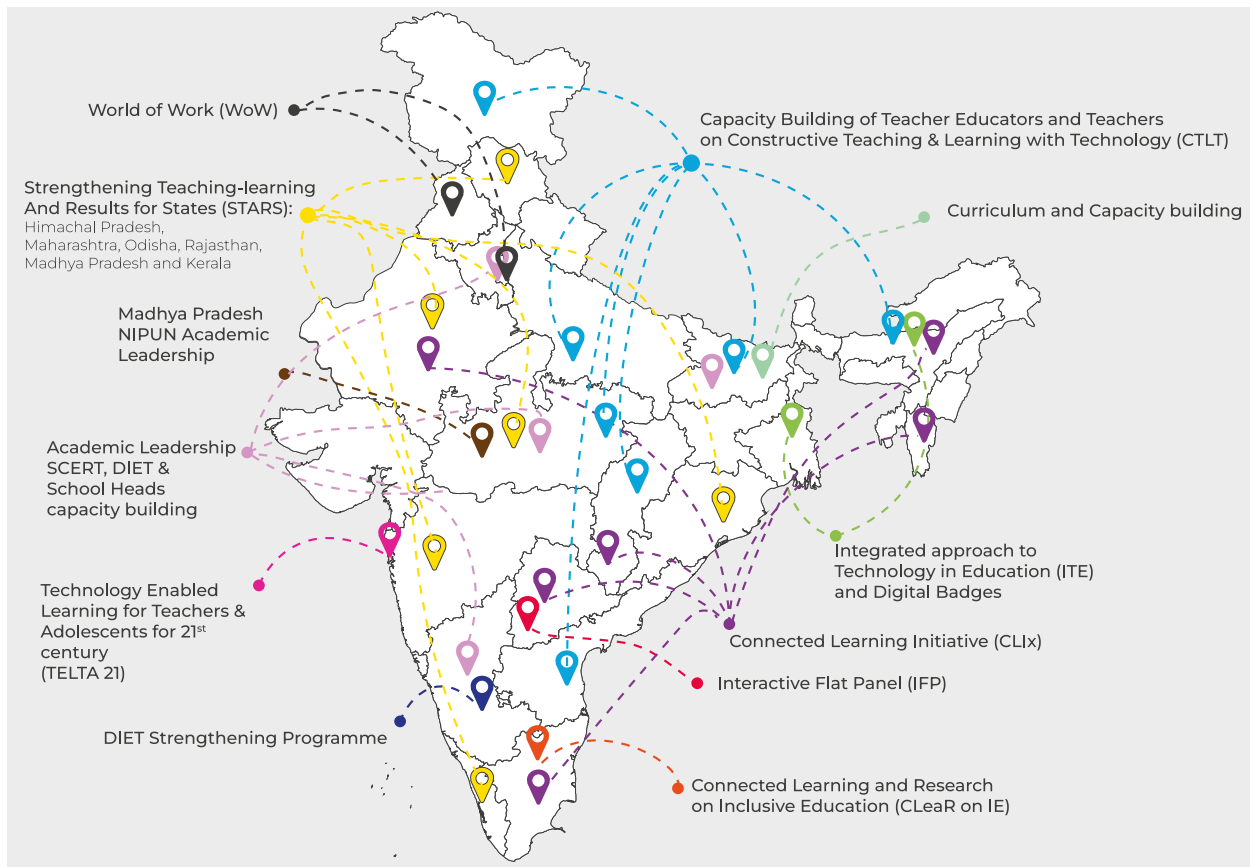 World of Work (WoW)
Capacity Building of Teacher Educators and Teachers
on Constructive Teaching & Learning with Technology (CTLT)
Strengthening Teaching-learning
And Results for States (STARS):
Himachal Pradesh,
Maharashtra, Odisha, Rajasthan,
Madhya Pradesh and Kerala
Curriculum and Capacity building
Madhya Pradesh
NIPUN Academic
Leadership
Academic Leadership
SCERT, DIET &
School Heads
capacity building
Integrated approach to
Technology in Education (ITE)
and Digital Badges
Technology Enabled
Learning for Teachers &
Adolescents for 21st
century
(TELTA 21)
Connected Learning Initiative (CLIx)
Interactive Flat Panel (IFP)
DIET Strengthening Programme
Connected Learning and Research
on Inclusive Education (CLeaR on IE)